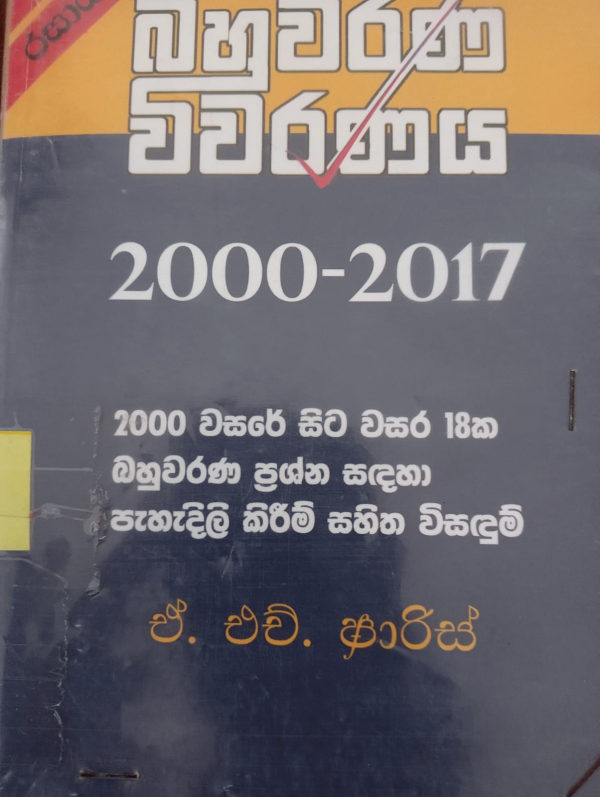 බහුවරණ
විවරණය
2000-2017
2000 වසරේ සිට වසර 18ක
බහුවරණ ප්‍රශ්න සඳහා
පැහැදිලි කිරීම් සහිත විසඳුම්
ඒ. එච්. ආරිස්